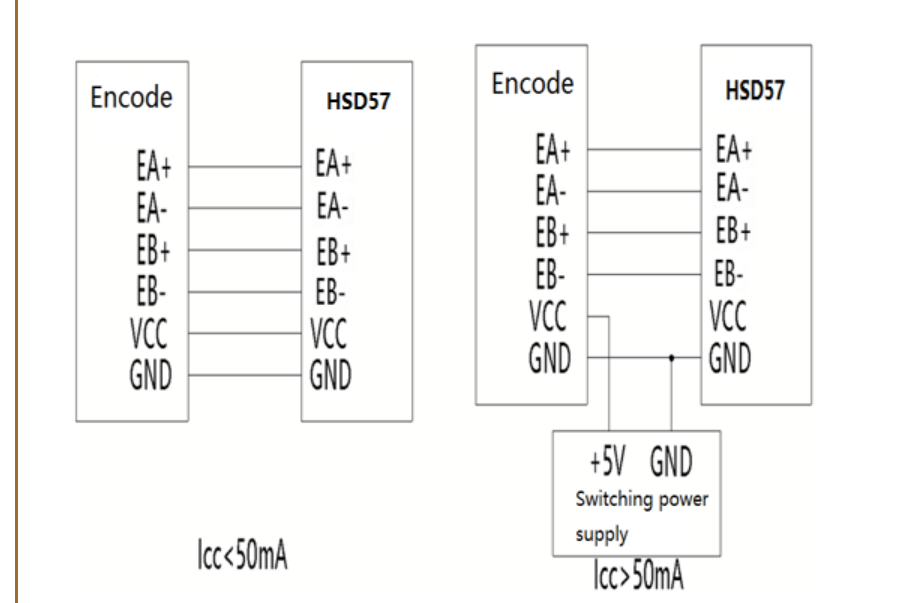 Encode
HSD57
EA+
EA+
EA-
EA-
EB+
EB+
EB-
EB-
VCC
VCC
GND
GND
Icc<50mA
Encode
HSD57
EA+
EA+
EA-
EA-
EB+
EB+
EB-
EB-
VCC
VCC
GND
GND
+5V GND
Switching power
supply
Icc>50mA